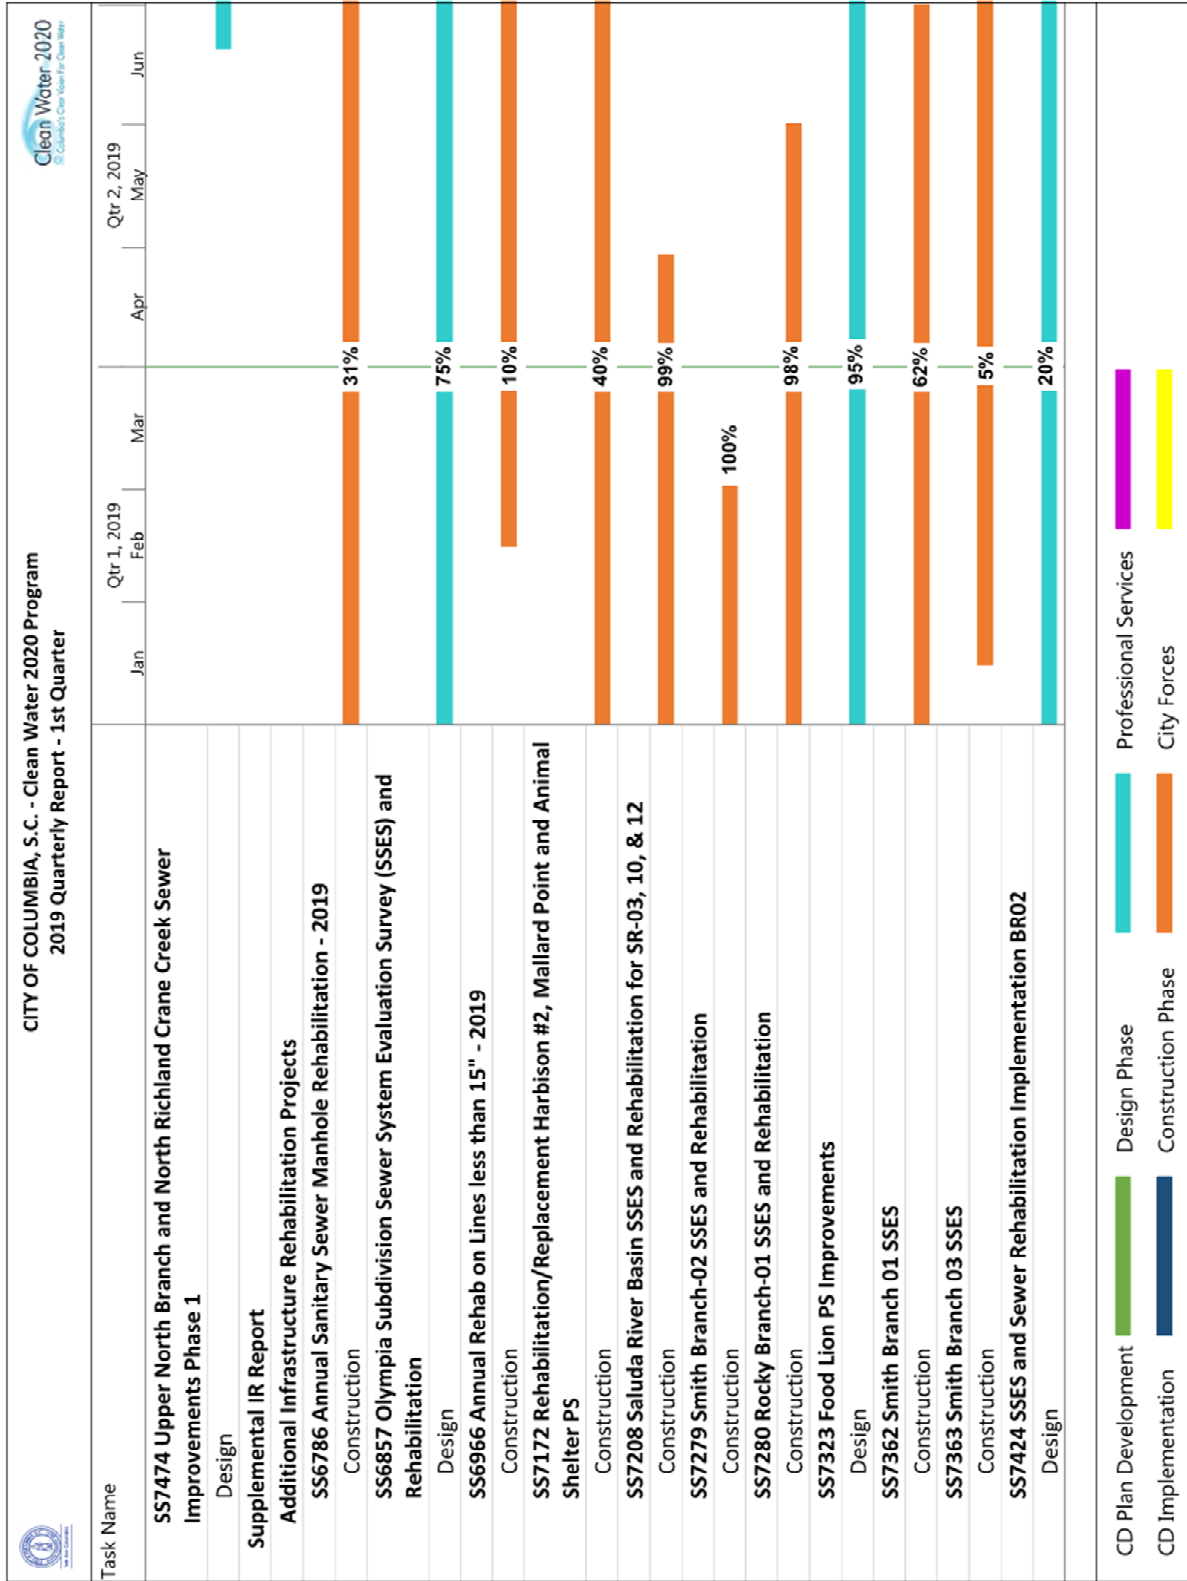 CITY OF COLUMBIA, S.C. - Clean Water 2020 Program
2019 Quarterly Report - 1st Quarter
Clean Water 2020
Columbia's Clear Vision For Clean Water
Task Name
Qtr 1, 2019
Qtr 2, 2019
Jan
Feb
Mar
Apr
May
Jun
SS7474 Upper North Branch and North Richland Crane Creek Sewer
Improvements Phase 1
Design
Supplemental IR Report
Additional Infrastructure Rehabilitation Projects
SS6786 Annual Sanitary Sewer Manhole Rehabilitation - 2019
Construction
31%
SS6857 Olympia Subdivision Sewer System Evaluation Survey (SSES) and
Rehabilitation
Design
75%
SS6966 Annual Rehab on Lines less than 15" - 2019
Construction
10%
SS7172 Rehabilitation/Replacement Harbison #2, Mallard Point and Animal
Shelter PS
Construction
40%
SS7208 Saluda River Basin SSES and Rehabilitation for SR-03, 10, & 12
Construction
99%
SS7279 Smith Branch-02 SSES and Rehabilitation
Construction
100%
SS7280 Rocky Branch-01 SSES and Rehabilitation
Construction
98%
SS7323 Food Lion PS Improvements
Design
95%
SS7362 Smith Branch 01 SSES
Construction
62%
SS7363 Smith Branch 03 SSES
Construction
5%
SS7424 SSES and Sewer Rehabilitation Implementation BR02
Design
20%
CD Plan Development
Design Phase
Professional Services
CD Implementation
Construction Phase
City Forces